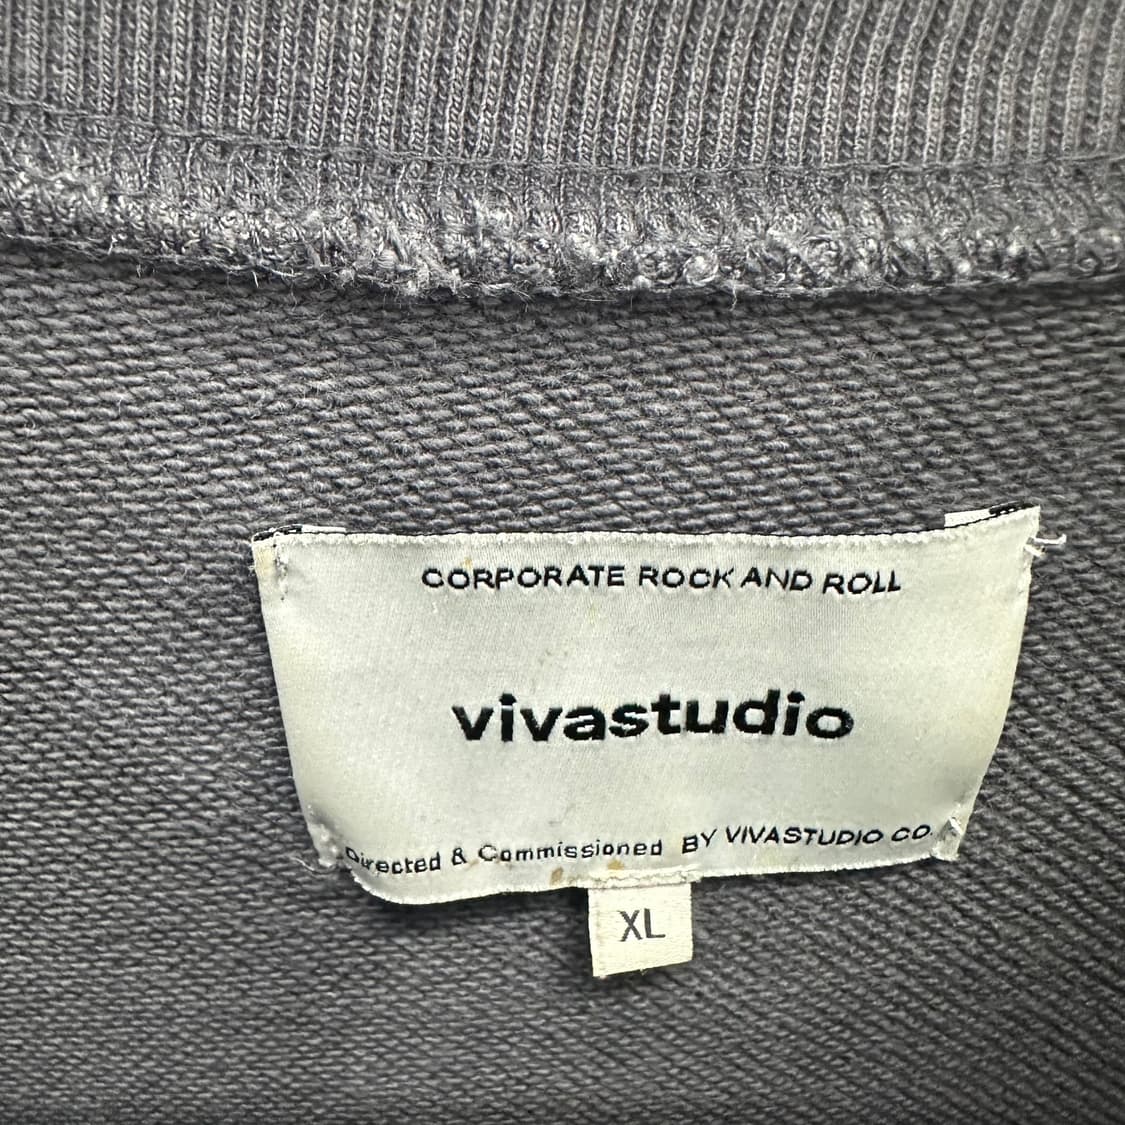 CORPORATE ROCK AND ROLL
vivastudio
Directed & Commissioned BY VIVASTUDIO CO.
XL